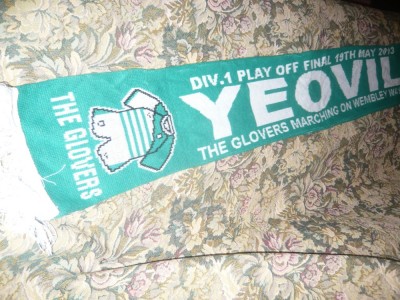 THE GLOVERS
DIV.1 PLAY OFF FINAL 19TH MAY 2013
YEOVIL
THE GLOVERS MARCHING ON WEMBLEY